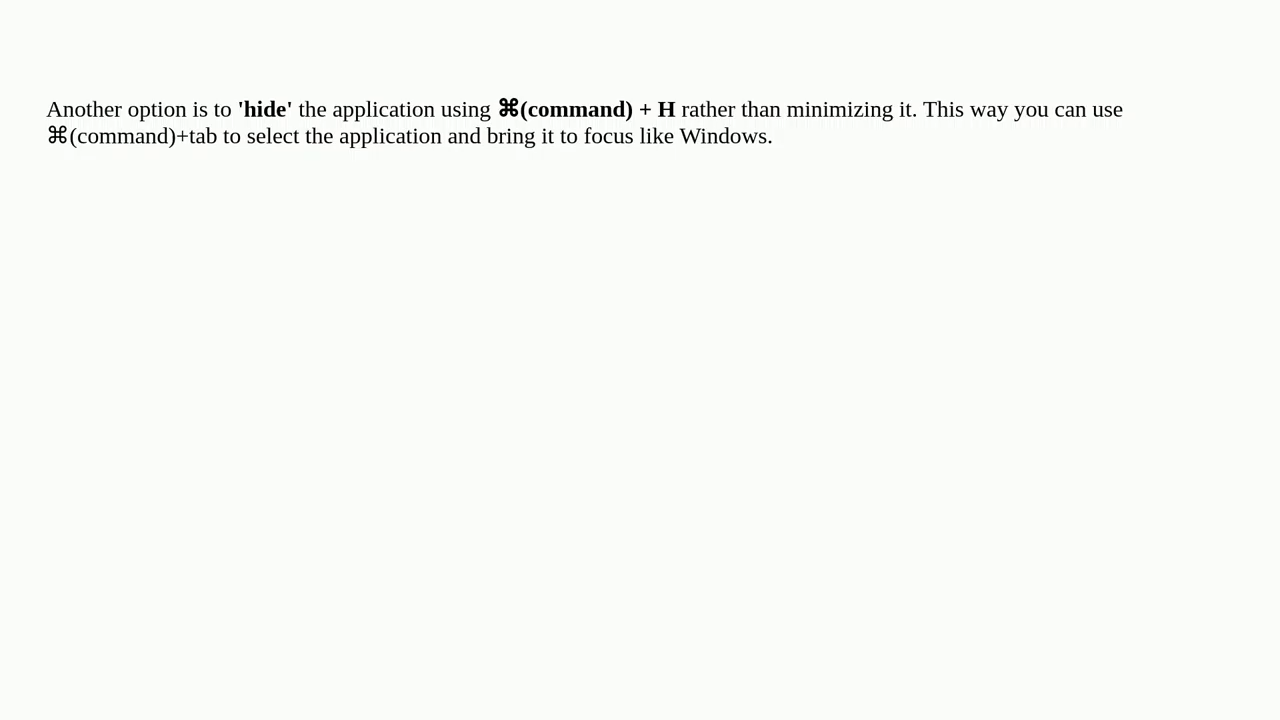 Another option is to 'hide' the application using ⌘(command) + H rather than minimizing it. This way you can use
⌘(command)+tab to select the application and bring it to focus like Windows.